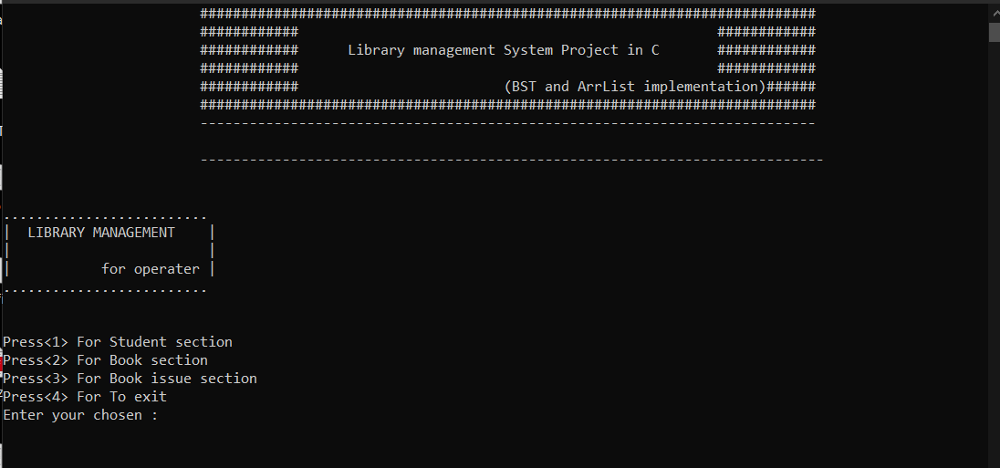 ###########################################################################
############                                                   ############
############      Library management System Project in C       ############
############                                                   ############
############                         (BST and ArrList implementation)######
###########################################################################
---------------------------------------------------------------------------
----------------------------------------------------------------------------
.........................
|  LIBRARY MANAGEMENT    |
|                        |
|           for operater |
.........................
Press<1> For Student section
Press<2> For Book section
Press<3> For Book issue section
Press<4> For To exit
Enter your chosen :